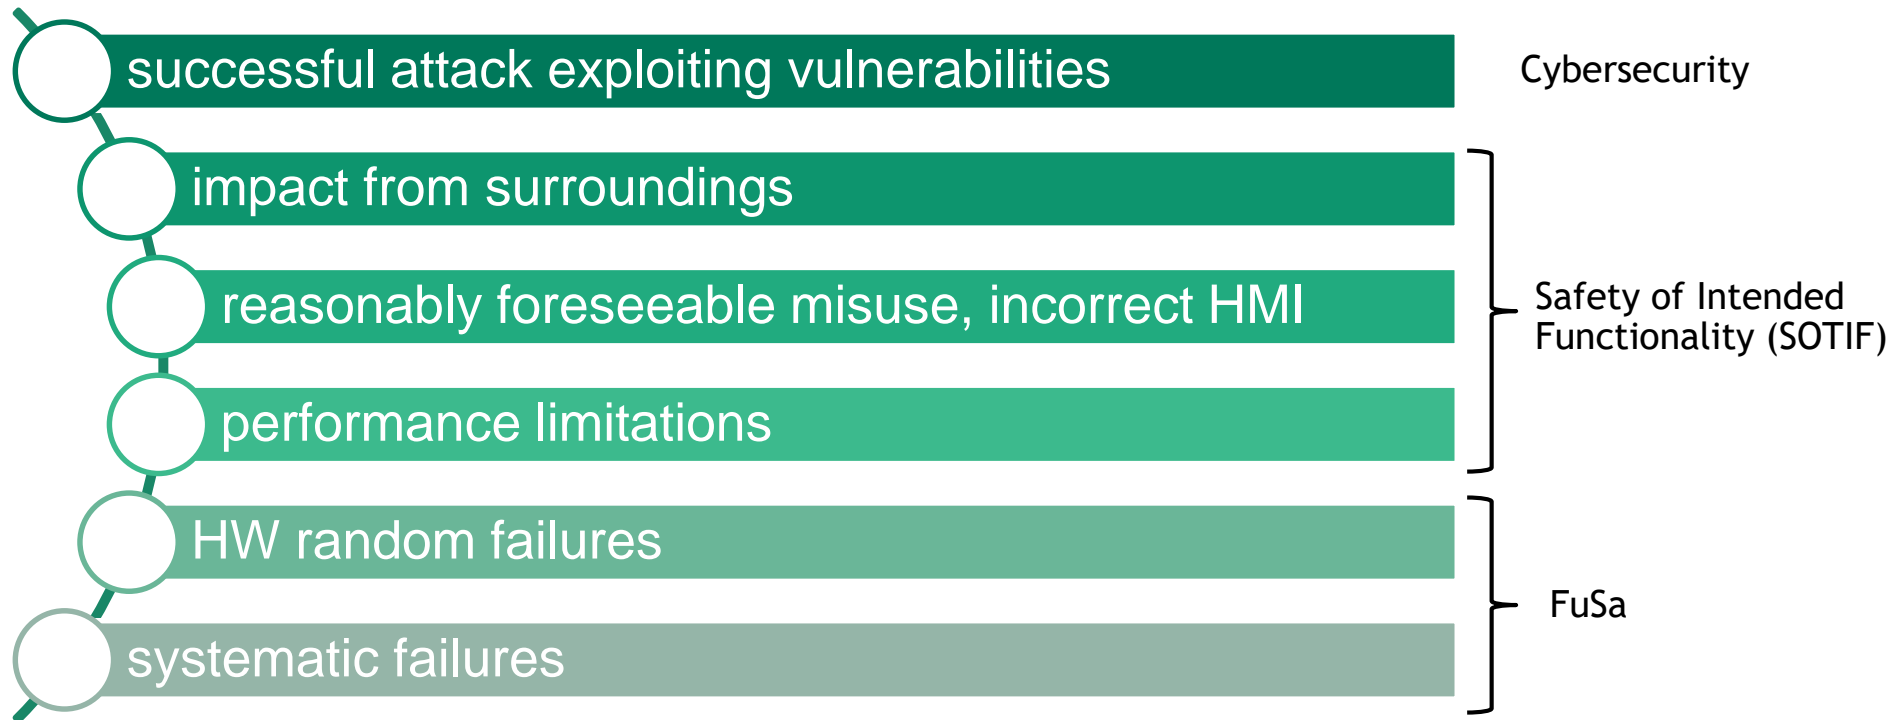 successful attack exploiting vulnerabilities
Cybersecurity
impact from surroundings
reasonably foreseeable misuse, incorrect HMI
Safety of Intended
Functionality (SOTIF)
performance limitations
HW random failures
FuSa
systematic failures